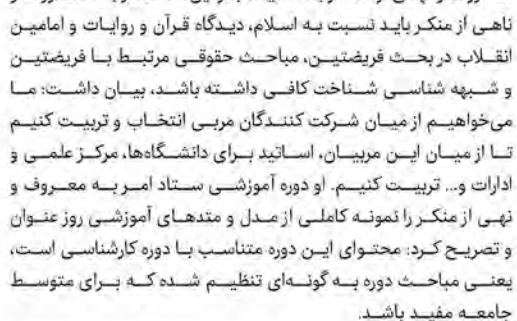 ناهی از منکر باید نسبت به اسلام، دیدگاه قرآن و روایات و امامین
انقلاب در بحث فریضتین، مباحث حقوقی مرتبط با فریضتین
و شبهه شناسی شناخت کافی داشته باشد، بیان داشت: ما
می‌خواهیم از میان شرکت کنندگان مربی انتخاب و تربیت کنیم
تا از میان این مربیان، اساتید برای دانشگاه‌ها، مرکز علمی و
ادارات و... تربیت کنیم. او دوره آموزشی ستاد امر به معروف و
نهی از منکر را نمونه کاملی از مدل و متدهای آموزشی روز عنوان
و تصریح کرد: محتوای این دوره متناسب با دوره کارشناسی است،
یعنی مباحث دوره به گونه‌ای تنظیم شده که برای متوسط
جامعه مفید باشد.